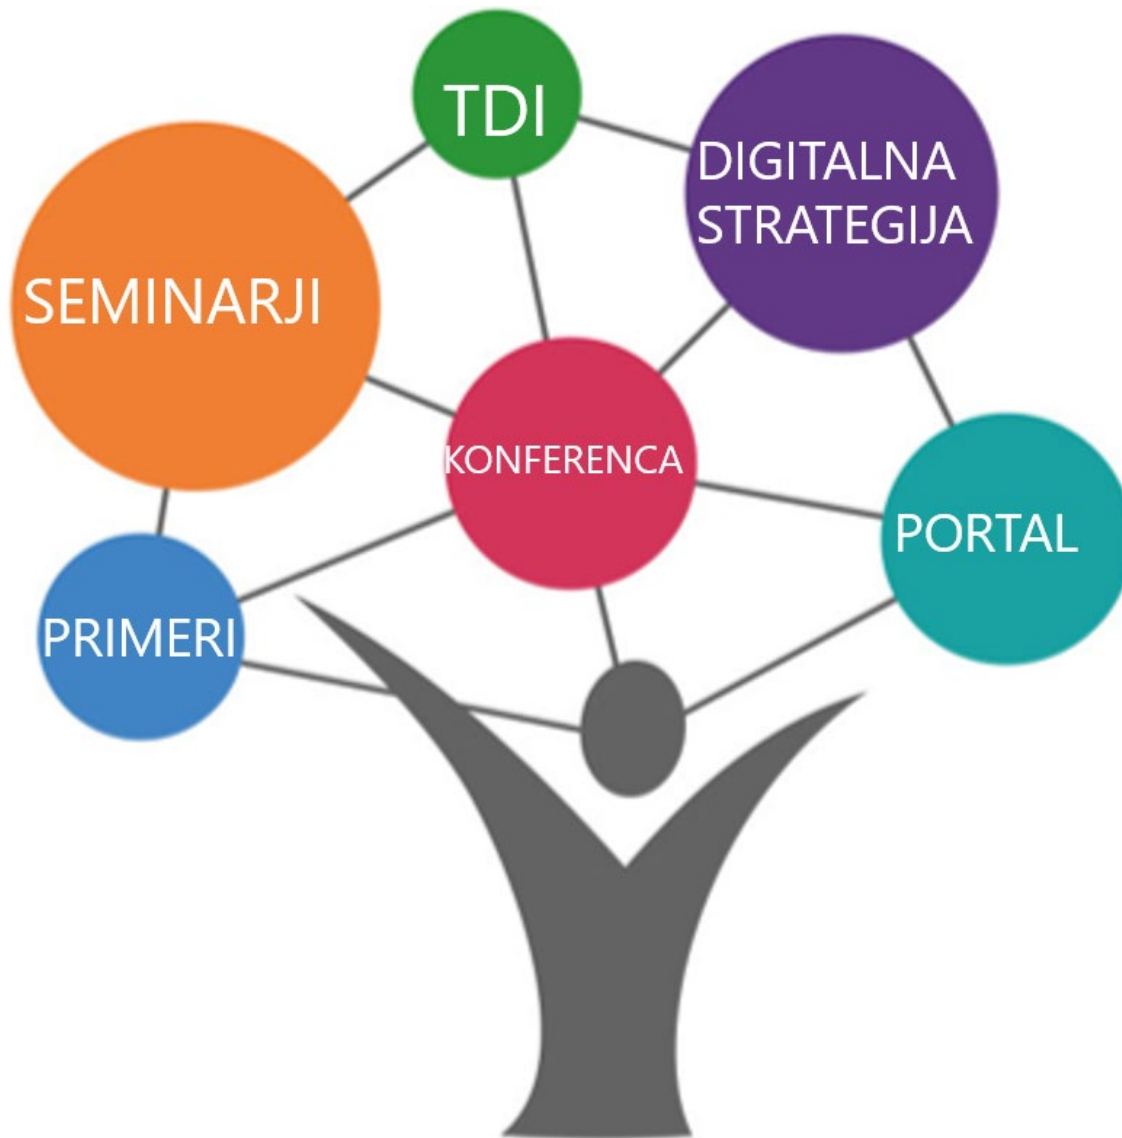 TDI
DIGITALNA
STRATEGIJA
SEMINARJI
KONFERENCA
PORTAL
PRIMERI